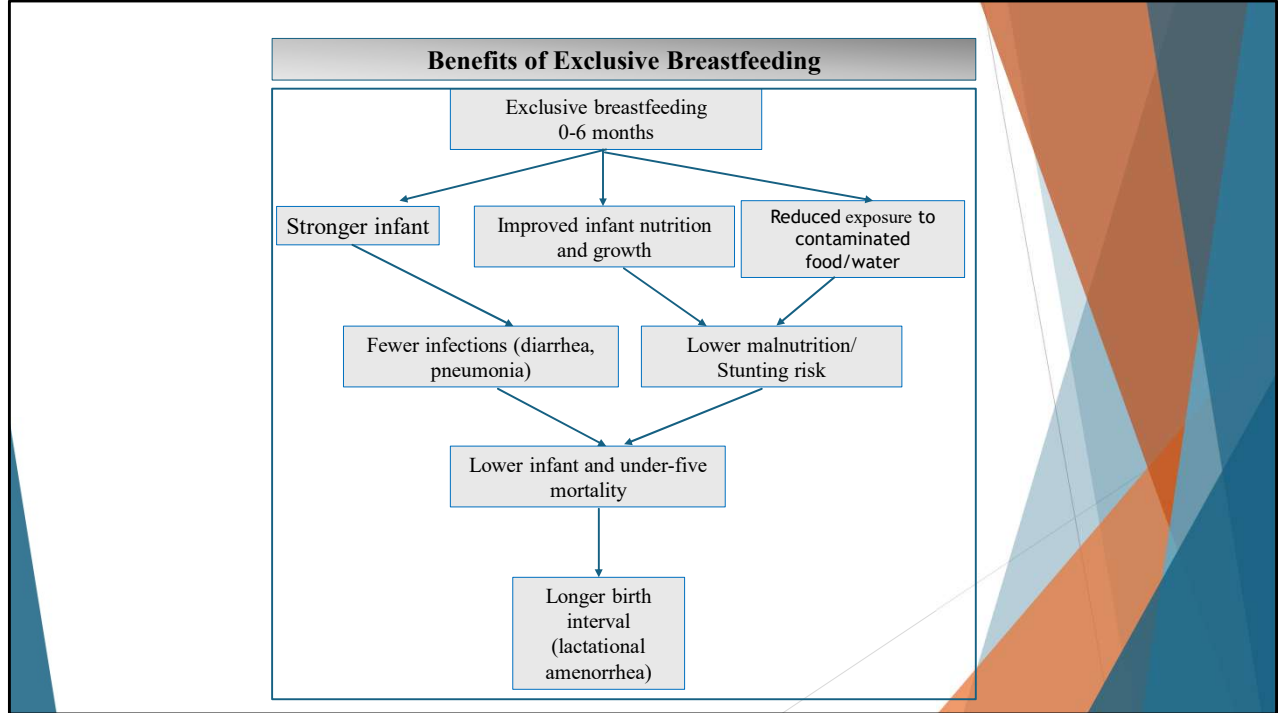 Benefits of Exclusive Breastfeeding
Exclusive breastfeeding
0-6 months
Stronger infant
Improved infant nutrition
and growth
Reduced exposure to
contaminated
food/water
Fewer infections (diarrhea,
pneumonia)
Lower malnutrition/
Stunting risk
Lower infant and under-five
mortality
Longer birth
interval
(lactational
amenorrhea)